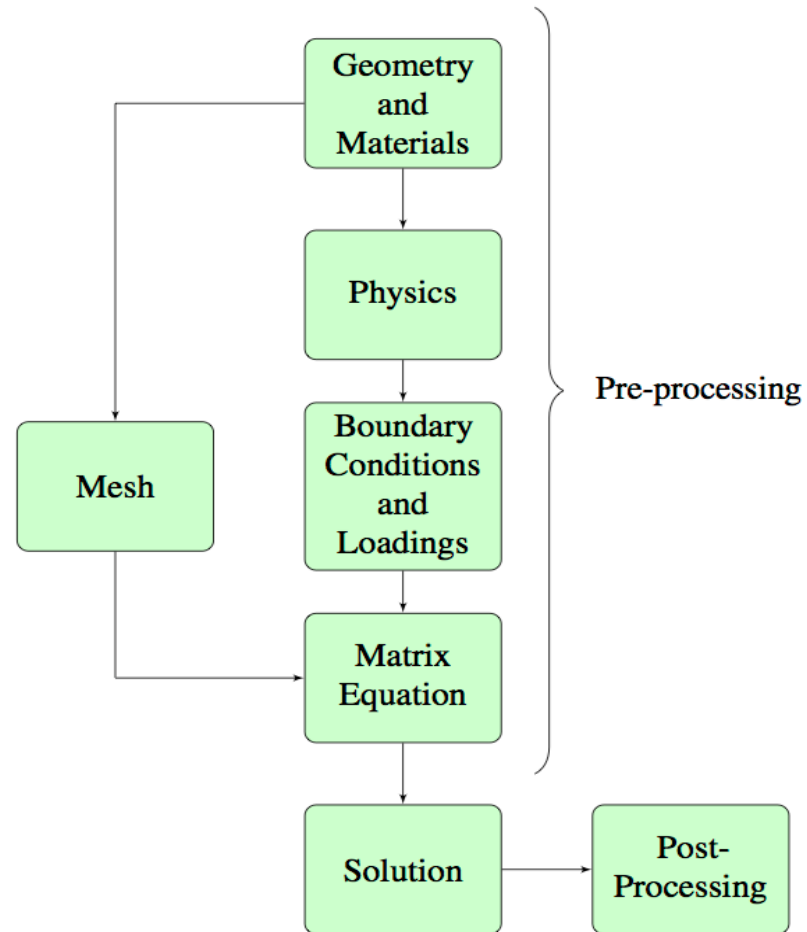 Geometry
and
Materials
Physics
Pre-processing
Boundary
Conditions
and
Loadings
Mesh
Matrix
Equation
Solution
Post-
Processing